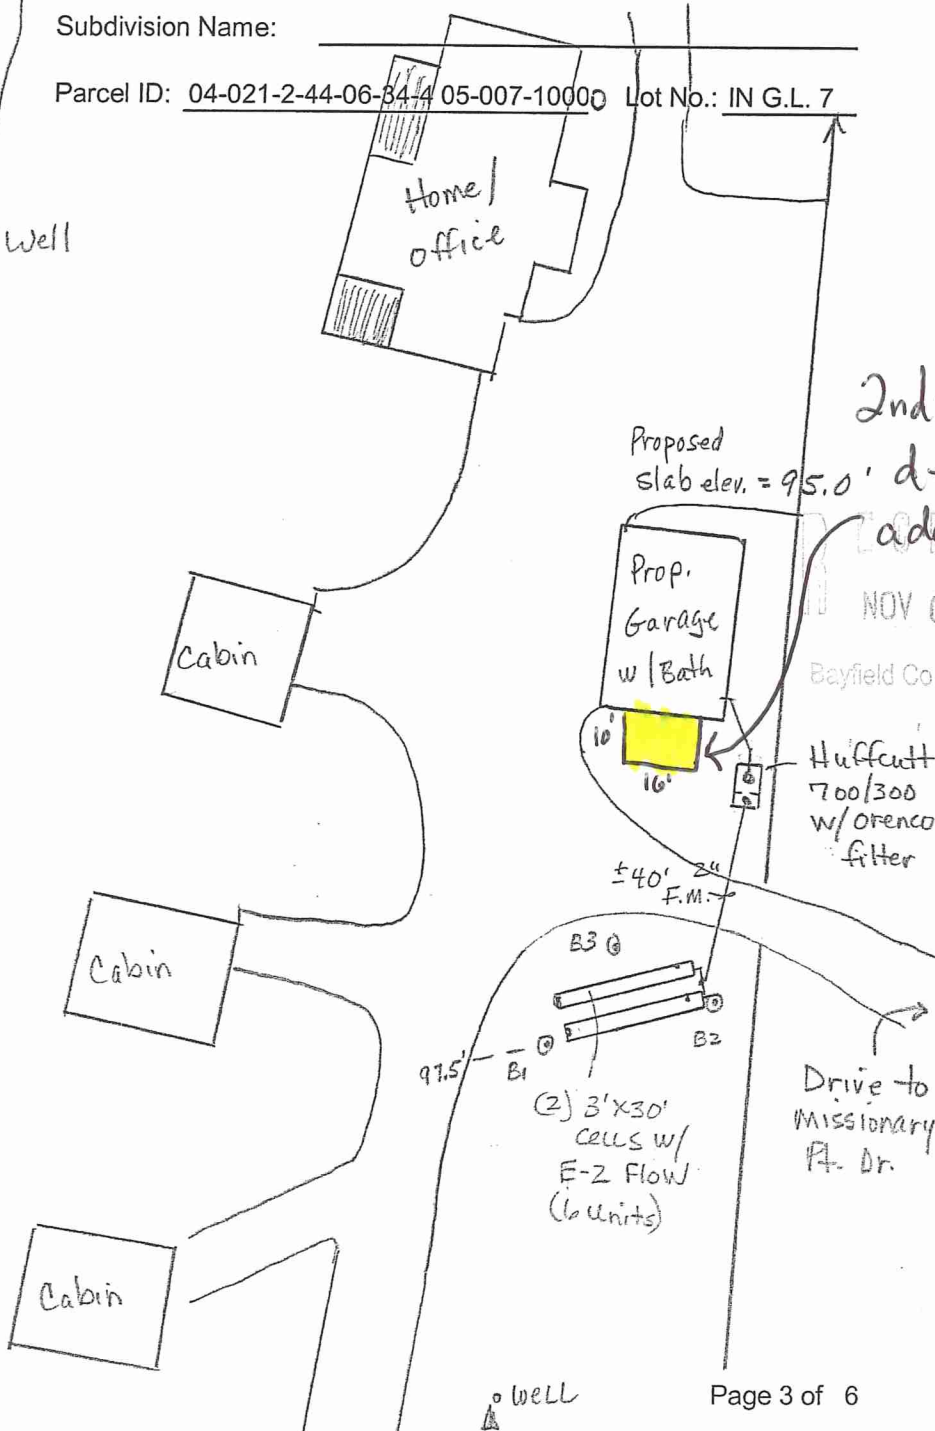 Subdivision Name:
Parcel ID: 04-021-2-44-06-34-4 05-007-10000 Lot No.: IN G.L. 7
Home/
office
Well
2nd
Proposed
slab elev. = 95.0'
Prop.
Garage
w/Bath
NOV
Bayfield Co
Cabin
10'
16'
Huffcutt
700/300
w/orenco
filter
±40' 2"
F.M.
B3
Cabin
B2
97.5'
B1
(2) 3'x30'
cells w/
E-Z Flow
(6 units)
Drive to
Missionary
Pt. Dr.
Cabin
WELL
Page 3 of 6